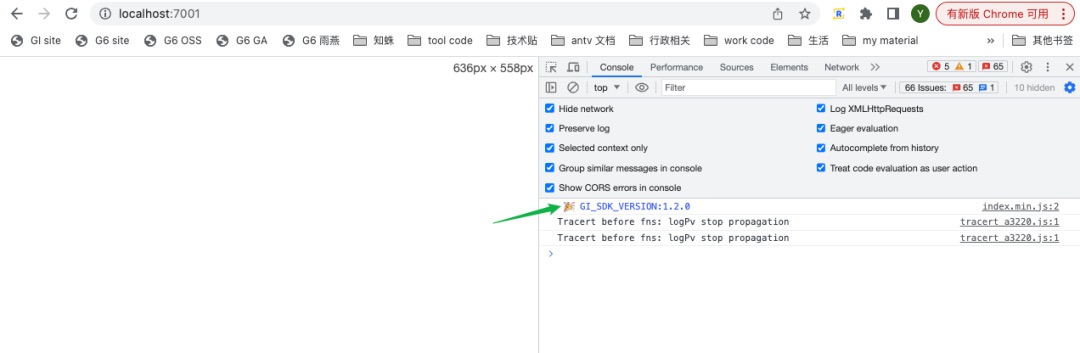 localhost:7001
Y
有新版 Chrome 可用
GI site
G6 site
G6 OSS
G6 GA
G6 雨燕
知蛛
tool code
技术贴
antv 文档
行政相关
work code
生活
my material
»
其他书签
636px × 558px
Console
Performance
Sources
Elements
Network
5
1
65
top
Filter
All levels
66 Issues:
65
1
10 hidden
Hide network
Log XMLHttpRequests
Preserve log
Eager evaluation
Selected context only
Autocomplete from history
Group similar messages in console
Treat code evaluation as user action
Show CORS errors in console
🎉 GI_SDK_VERSION:1.2.0
index.min.js:2
Tracert before fns: logPv stop propagation
tracert_a3220.js:1
Tracert before fns: logPv stop propagation
tracert_a3220.js:1